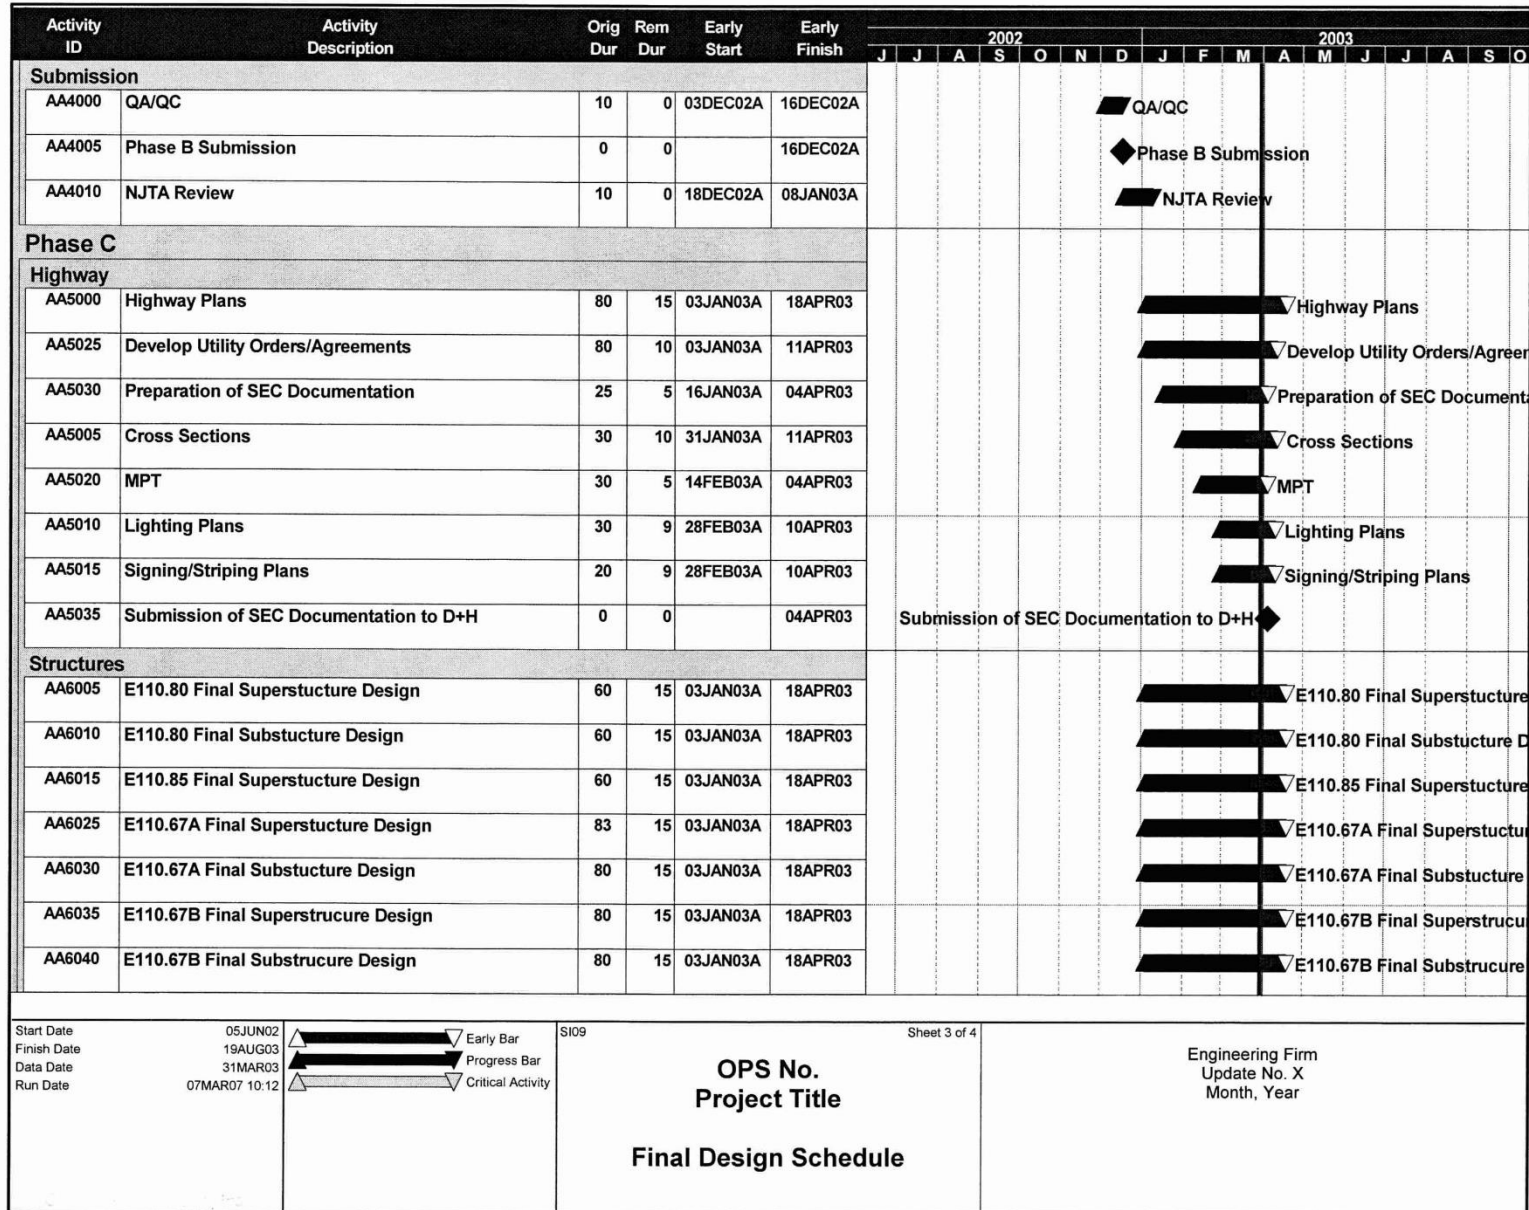 Activity ID Activity Description Orig Dur Rem Dur Early Start Early Finish
2002 2003
J J A S O N D J F M A M J J A S O
Submission
AA4000 QA/QC 10 0 03DEC02A 16DEC02A QA/QC
AA4005 Phase B Submission 0 0 16DEC02A Phase B Submission
AA4010 NJTA Review 10 0 18DEC02A 08JAN03A NJTA Review
Phase C
Highway
AA5000 Highway Plans 80 15 03JAN03A 18APR03 Highway Plans
AA5025 Develop Utility Orders/Agreements 80 10 03JAN03A 11APR03 Develop Utility Orders/Agreer
AA5030 Preparation of SEC Documentation 25 5 16JAN03A 04APR03 Preparation of SEC Documenta
AA5005 Cross Sections 30 10 31JAN03A 11APR03 Cross Sections
AA5020 MPT 30 5 14FEB03A 04APR03 MPT
AA5010 Lighting Plans 30 9 28FEB03A 10APR03 Lighting Plans
AA5015 Signing/Striping Plans 20 9 28FEB03A 10APR03 Signing/Striping Plans
AA5035 Submission of SEC Documentation to D+H 0 0 04APR03 Submission of SEC Documentation to D+H
Structures
AA6005 E110.80 Final Superstucture Design 60 15 03JAN03A 18APR03 E110.80 Final Superstucture
AA6010 E110.80 Final Substucture Design 60 15 03JAN03A 18APR03 E110.80 Final Substucture D
AA6015 E110.85 Final Superstucture Design 60 15 03JAN03A 18APR03 E110.85 Final Superstucture
AA6025 E110.67A Final Superstucture Design 83 15 03JAN03A 18APR03 E110.67A Final Superstuctur
AA6030 E110.67A Final Substucture Design 80 15 03JAN03A 18APR03 E110.67A Final Substucture
AA6035 E110.67B Final Superstrucure Design 80 15 03JAN03A 18APR03 E110.67B Final Superstrucur
AA6040 E110.67B Final Substrucure Design 80 15 03JAN03A 18APR03 E110.67B Final Substrucure
Start Date 05JUN02
Finish Date 19AUG03
Data Date 31MAR03
Run Date 07MAR07 10:12
Early Bar
Progress Bar
Critical Activity
SI09 Sheet 3 of 4
OPS No.
Project Title
Final Design Schedule
Engineering Firm
Update No. X
Month, Year